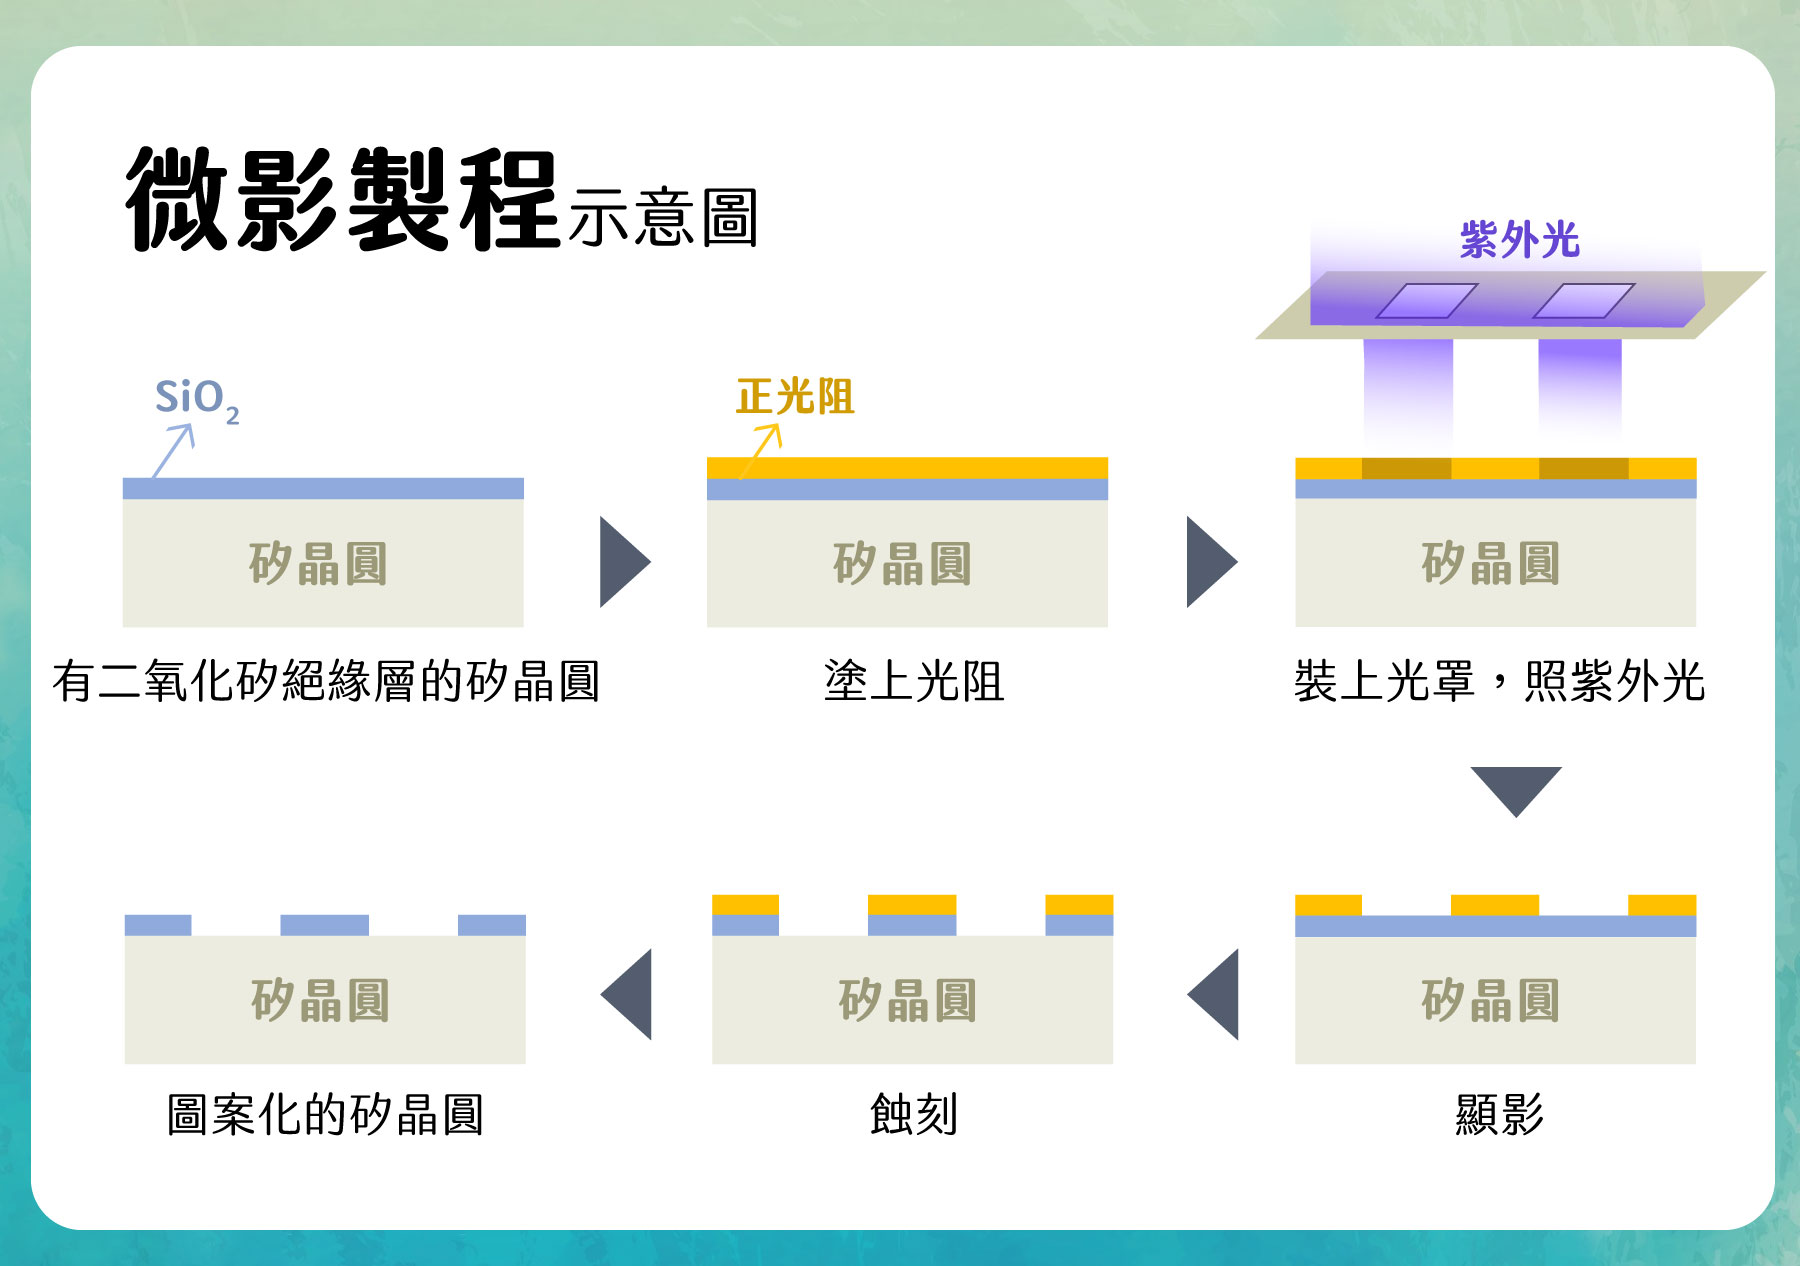 微影製程示意圖
紫外光
SiO₂
正光阻
矽晶圓
矽晶圓
矽晶圓
有二氧化矽絕緣層的矽晶圓
塗上光阻
裝上光罩，照紫外光
矽晶圓
矽晶圓
矽晶圓
圖案化的矽晶圓
蝕刻
顯影